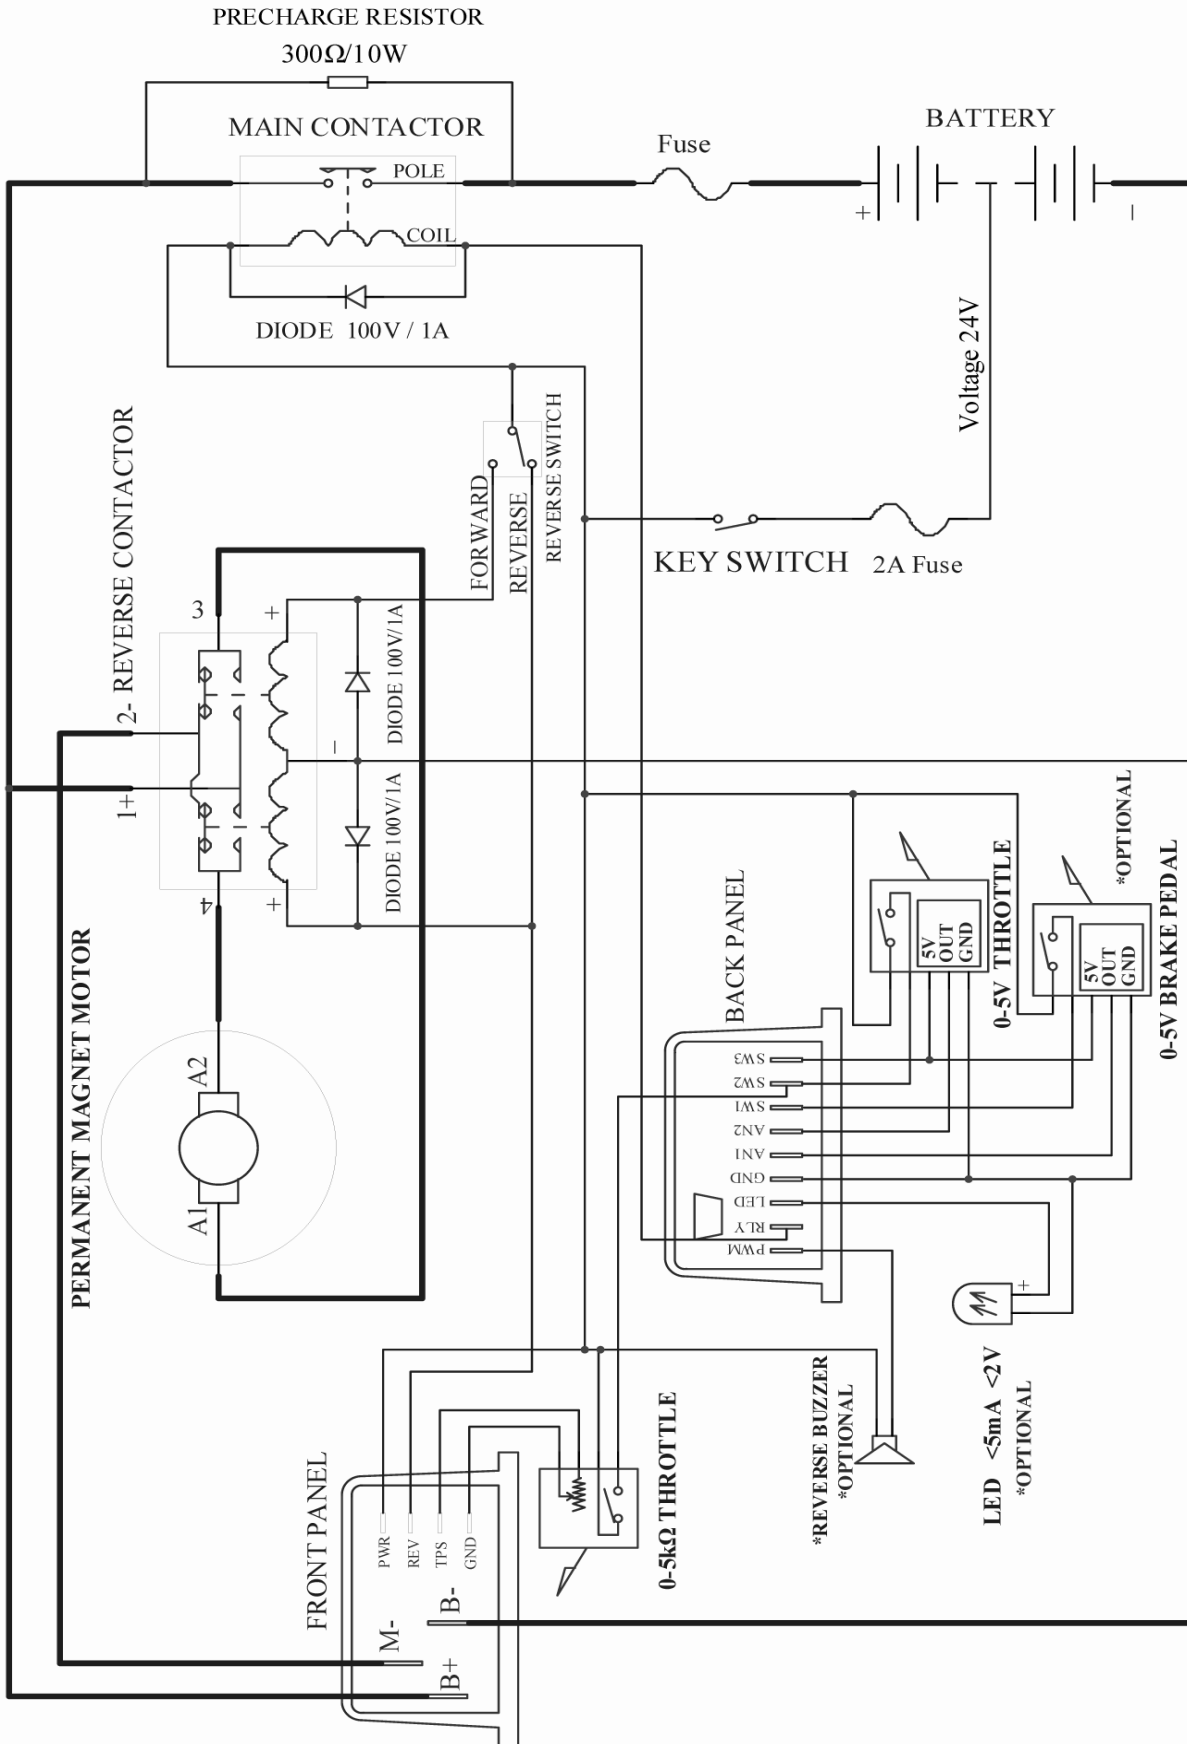 PRECHARGE RESISTOR
300Ω/10W
MAIN CONTACTOR
POLE
COIL
DIODE 100V / 1A
Fuse
BATTERY
+
–
Voltage 24V
KEY SWITCH
2A Fuse
REVERSE SWITCH
FORWARD
REVERSE
REVERSE CONTACTOR
3
2-
1+
4
+
–
+
DIODE 100V/1A
DIODE 100V/1A
PERMANENT MAGNET MOTOR
A2
A1
BACK PANEL
SW3
SW2
SW1
AN2
AN1
GND
LED
RLY
PWM
5V
OUT
GND
0-5V THROTTLE
5V
OUT
GND
*OPTIONAL
0-5V BRAKE PEDAL
+
LED <5mA <2V
*OPTIONAL
*REVERSE BUZZER
*OPTIONAL
0-5kΩ THROTTLE
FRONT PANEL
PWR
REV
TPS
GND
B-
M-
B+